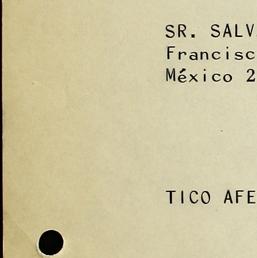 SR. SALV
Francisc
México 2
TICO AFE